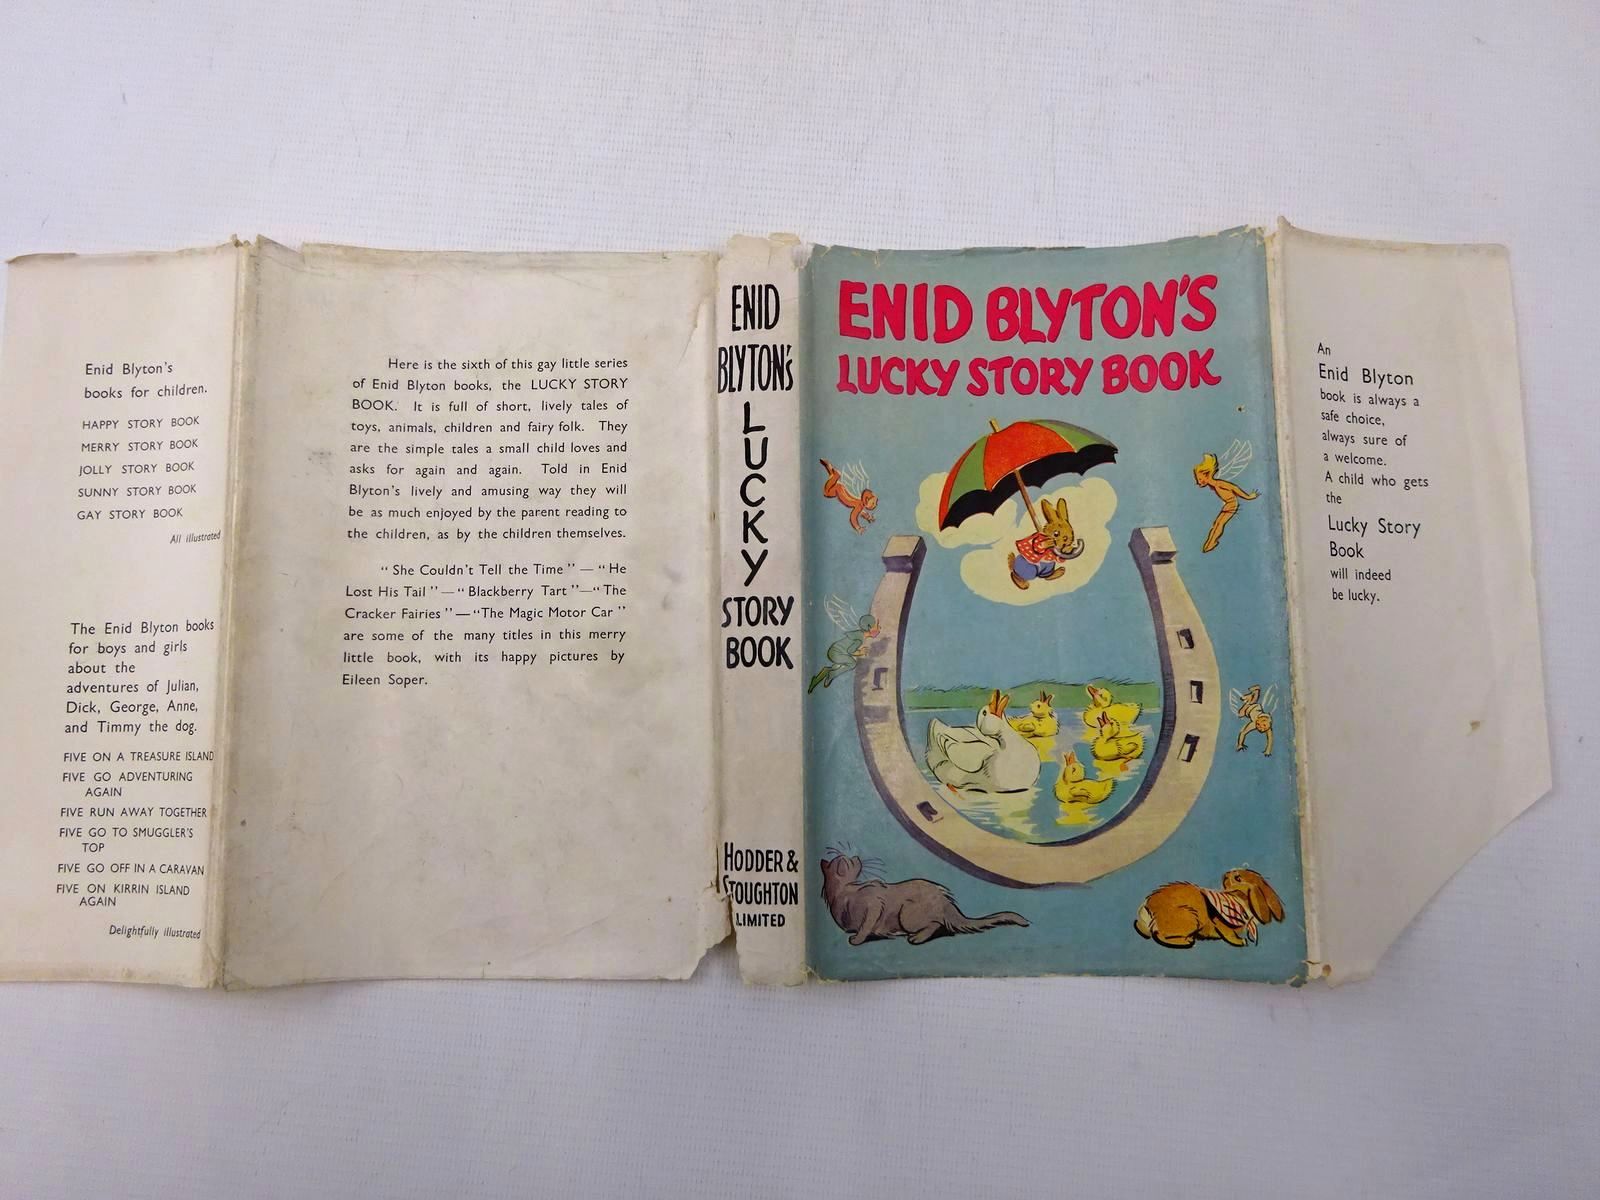 Enid Blyton's
books for children.
HAPPY STORY BOOK
MERRY STORY BOOK
JOLLY STORY BOOK
SUNNY STORY BOOK
GAY STORY BOOK
All illustrated
The Enid Blyton books
for boys and girls
about the
adventures of Julian,
Dick, George, Anne,
and Timmy the dog.
FIVE ON A TREASURE ISLAND
FIVE GO ADVENTURING
AGAIN
FIVE RUN AWAY TOGETHER
FIVE GO TO SMUGGLER'S
TOP
FIVE GO OFF IN A CARAVAN
FIVE ON KIRRIN ISLAND
AGAIN
Delightfully illustrated
Here is the sixth of this gay little series
of Enid Blyton books, the LUCKY STORY
BOOK. It is full of short, lively tales of
toys, animals, children and fairy folk. They
are the simple tales a small child loves and
asks for again and again. Told in Enid
Blyton's lively and amusing way they will
be as much enjoyed by the parent reading to
the children, as by the children themselves.
“ She Couldn't Tell the Time ” — “ He
Lost His Tail ” — “ Blackberry Tart ”—“ The
Cracker Fairies ” — “The Magic Motor Car ”
are some of the many titles in this merry
little book, with its happy pictures by
Eileen Soper.
ENID
BLYTON'S
L
U
C
K
Y
STORY
BOOK
HODDER &
STOUGHTON
LIMITED
ENID BLYTON'S
LUCKY STORY BOOK
An
Enid Blyton
book is always a
safe choice,
always sure of
a welcome.
A child who gets
the
Lucky Story
Book
will indeed
be lucky.